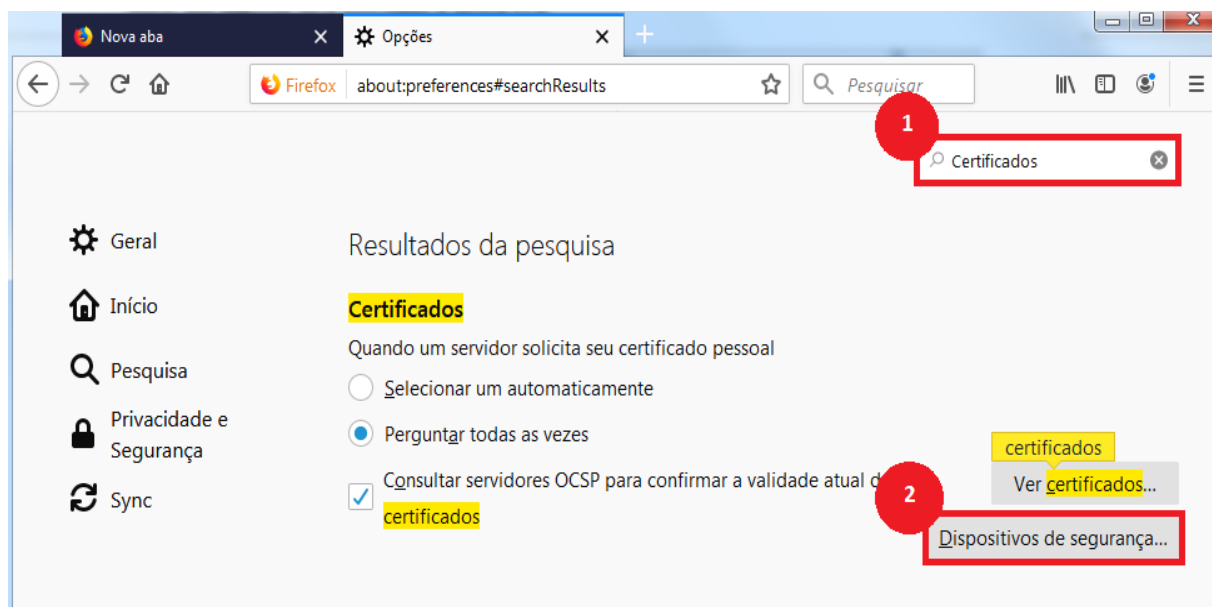 Nova aba
Opções
Firefox about:preferences#searchResults Pesquisar
1
Certificados
Geral
Início
Pesquisa
Privacidade e
Segurança
Sync
Resultados da pesquisa
Certificados
Quando um servidor solicita seu certificado pessoal
Selecionar um automaticamente
Perguntar todas as vezes
Consultar servidores OCSP para confirmar a validade atual d
certificados
certificados
Ver certificados...
2
Dispositivos de segurança...